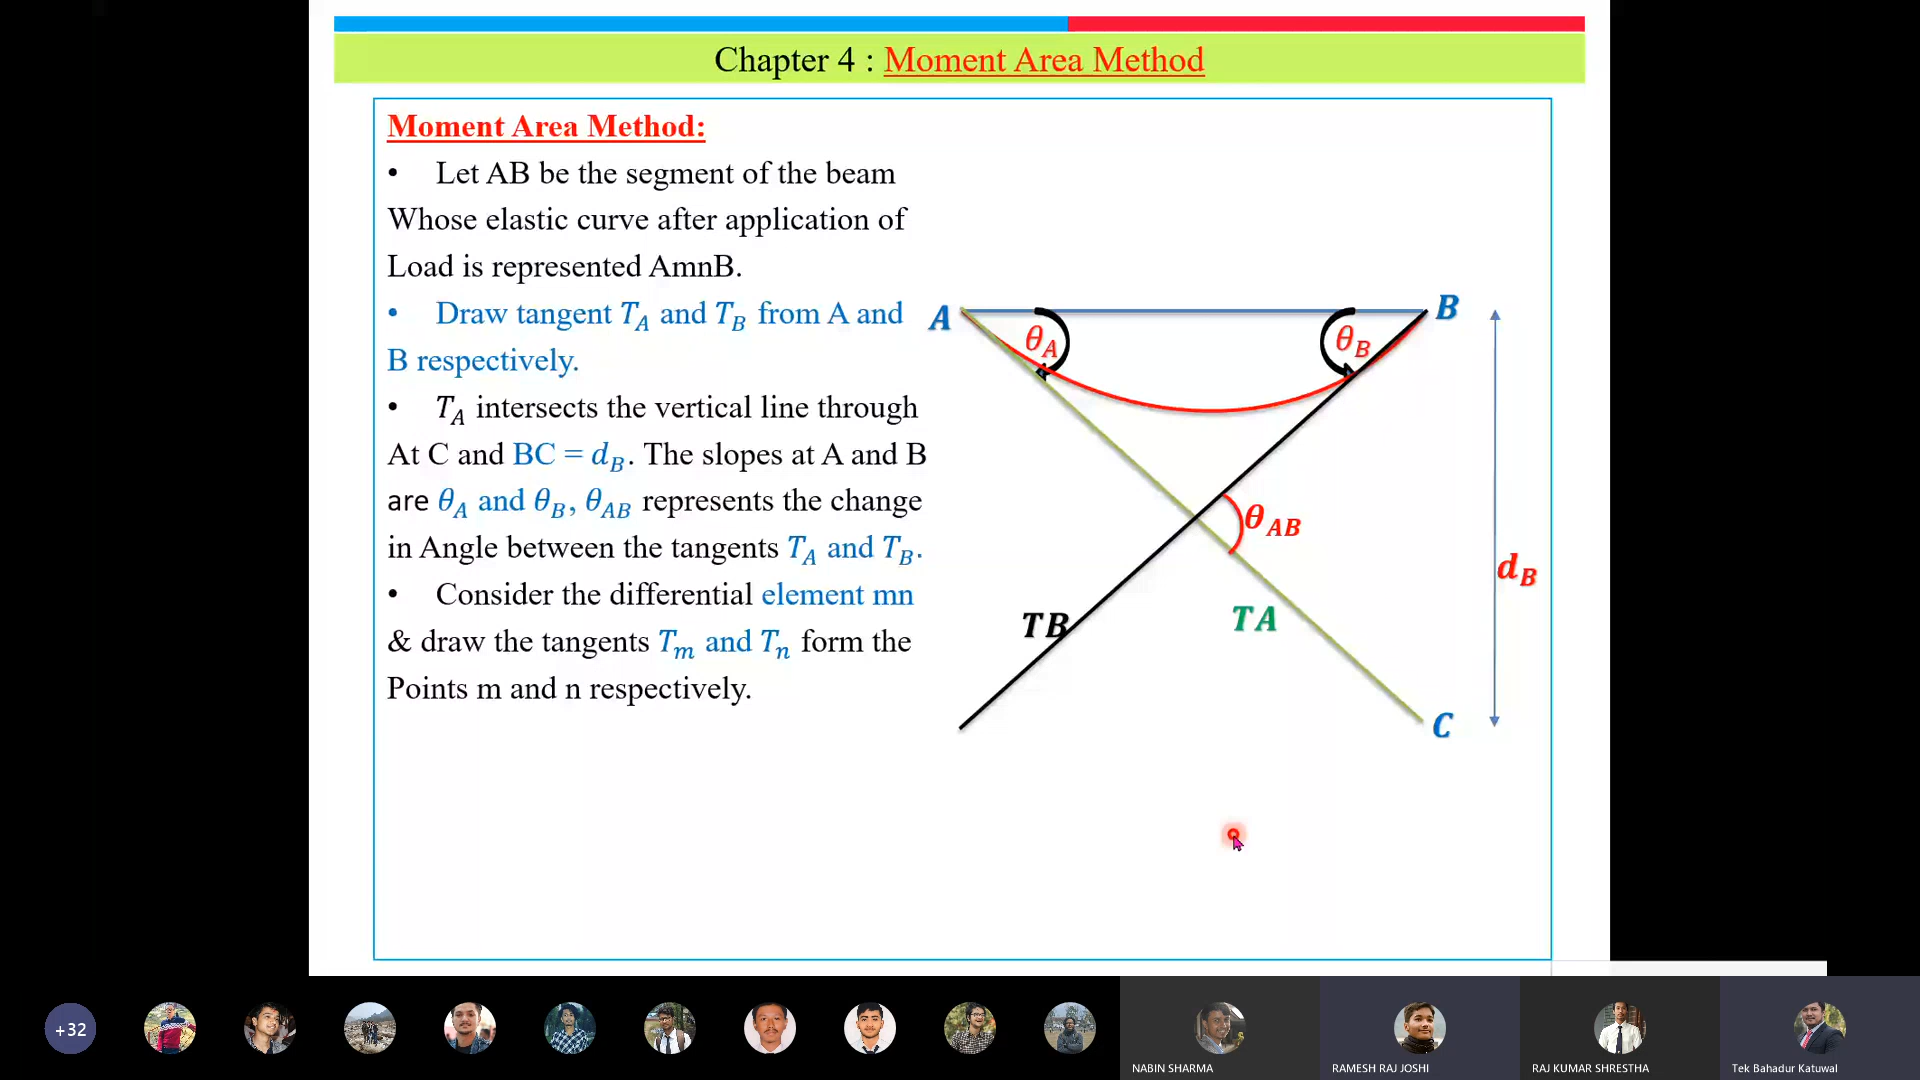 Chapter 4 : Moment Area Method
Moment Area Method:
• Let AB be the segment of the beam
Whose elastic curve after application of
Load is represented AmnB.
• Draw tangent T_A and T_B from A and
B respectively.
• T_A intersects the vertical line through
At C and BC = d_B. The slopes at A and B
are θ_A and θ_B, θ_AB represents the change
in Angle between the tangents T_A and T_B.
• Consider the differential element mn
& draw the tangents T_m and T_n form the
Points m and n respectively.
A
B
θ_A
θ_B
θ_AB
d_B
TB
TA
C
+32
NABIN SHARMA
RAMESH RAJ JOSHI
RAJ KUMAR SHRESTHA
Tek Bahadur Katuwal